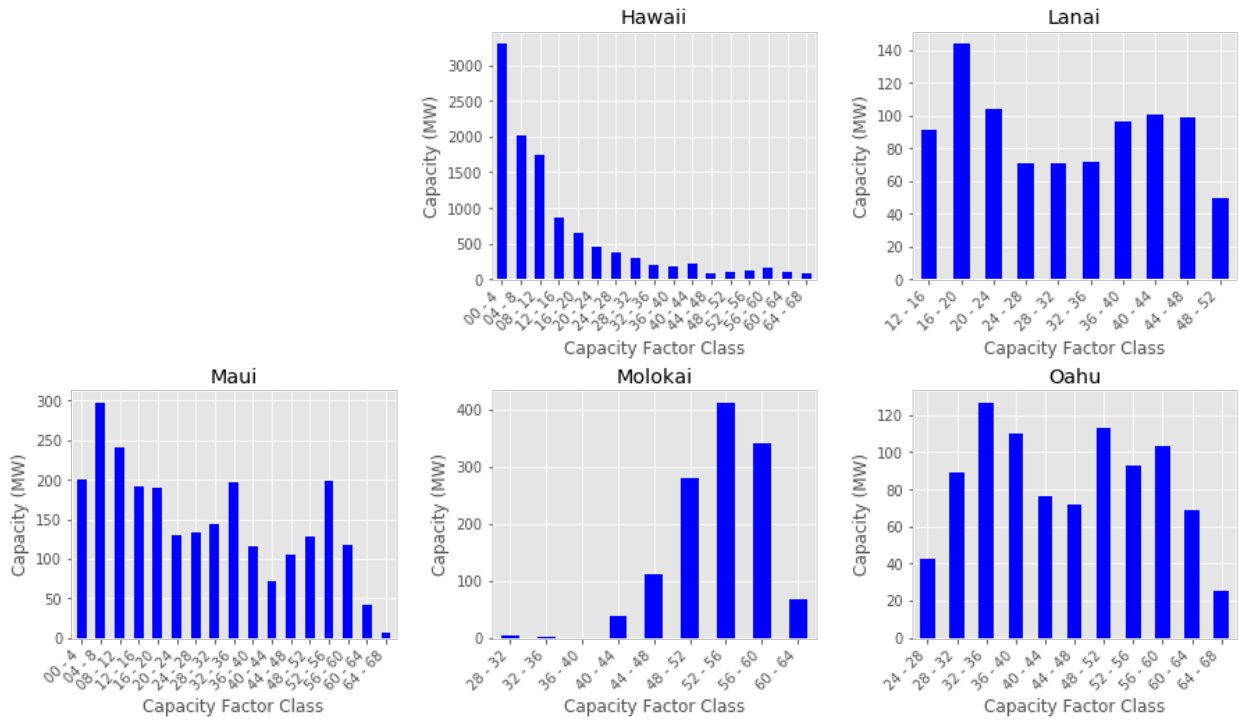 Hawaii
Capacity (MW)
3000
2500
2000
1500
1000
500
0
00 - 4
04 - 8
08 - 12
12 - 16
16 - 20
20 - 24
24 - 28
28 - 32
32 - 36
36 - 40
40 - 44
44 - 48
48 - 52
52 - 56
56 - 60
60 - 64
64 - 68
Capacity Factor Class
Lanai
Capacity (MW)
140
120
100
80
60
40
20
0
12 - 16
16 - 20
20 - 24
24 - 28
28 - 32
32 - 36
36 - 40
40 - 44
44 - 48
48 - 52
Capacity Factor Class
Maui
Capacity (MW)
300
250
200
150
100
50
0
00 - 4
04 - 8
08 - 12
12 - 16
16 - 20
20 - 24
24 - 28
28 - 32
32 - 36
36 - 40
40 - 44
44 - 48
48 - 52
52 - 56
56 - 60
60 - 64
64 - 68
Capacity Factor Class
Molokai
Capacity (MW)
400
300
200
100
0
28 - 32
32 - 36
36 - 40
40 - 44
44 - 48
48 - 52
52 - 56
56 - 60
60 - 64
Capacity Factor Class
Oahu
Capacity (MW)
120
100
80
60
40
20
0
24 - 28
28 - 32
32 - 36
36 - 40
40 - 44
44 - 48
48 - 52
52 - 56
56 - 60
60 - 64
64 - 68
Capacity Factor Class